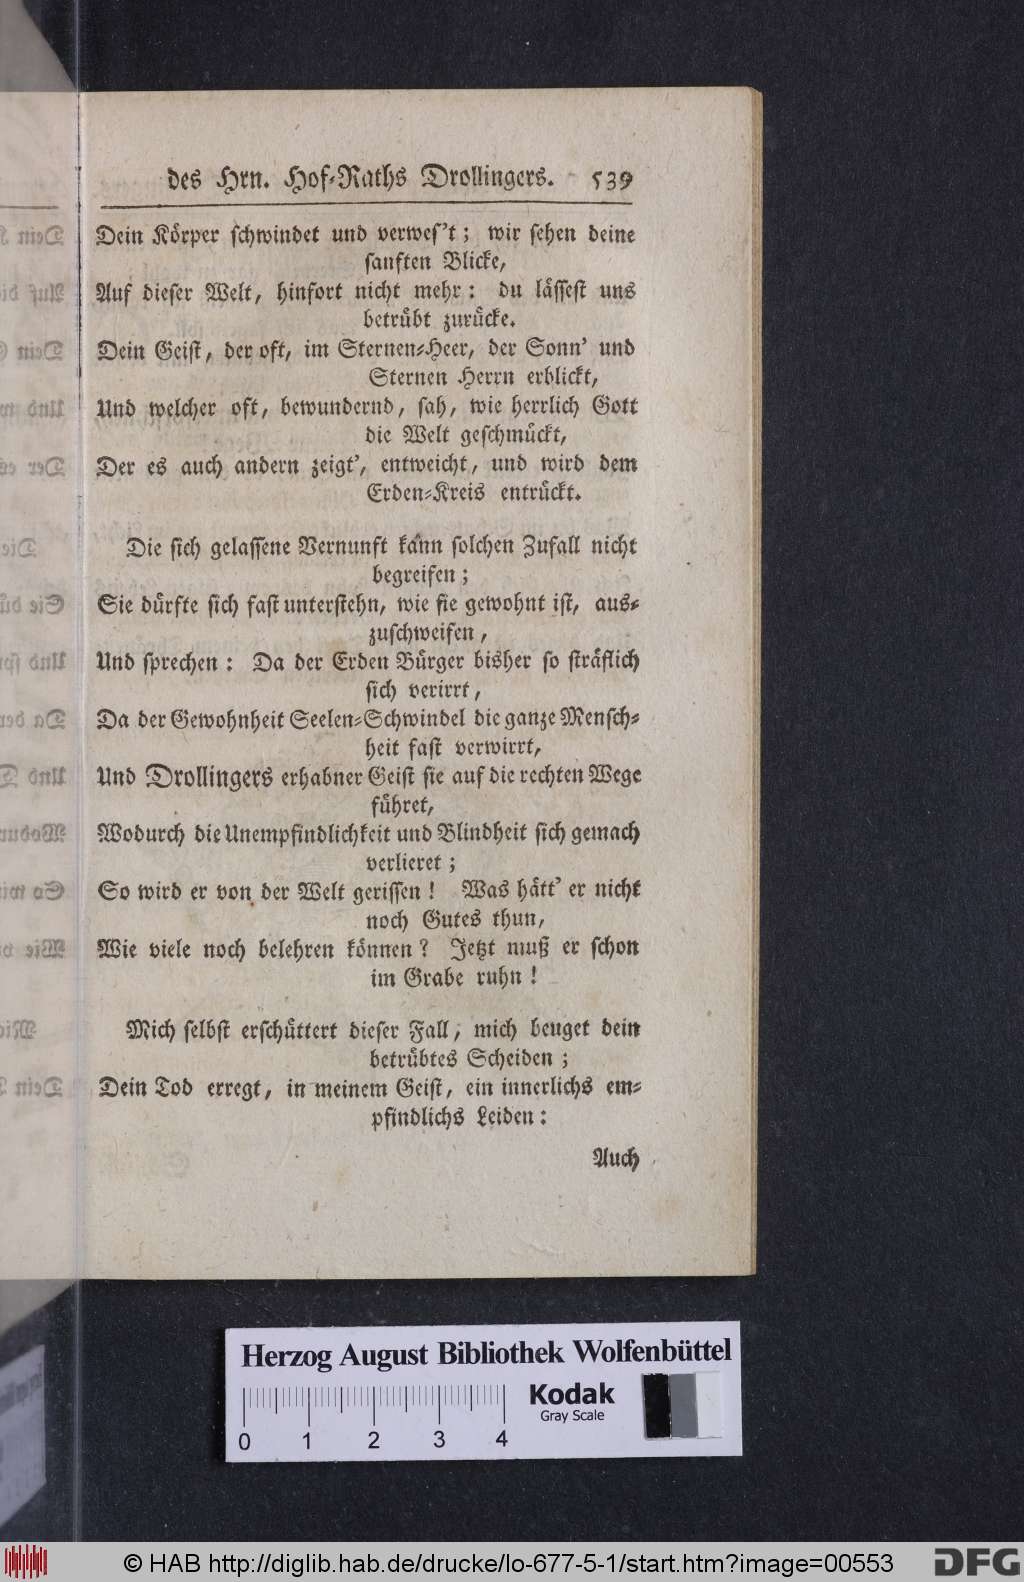 des Hrn. Hof-Raths Drollingers. 539
Dein Körper schwindet und verwes't; wir sehen deine
sanften Blicke,
Auf dieser Welt, hinfort nicht mehr: du lässest uns
betrübt zurücke.
Dein Geist, der oft, im Sternen-Heer, der Sonn' und
Sternen Herrn erblickt,
Und welcher oft, bewundernd, sah, wie herrlich Gott
die Welt geschmückt,
Der es auch andern zeigt', entweicht, und wird dem
Erden-Kreis entrückt.
Die sich gelassene Vernunft kann solchen Zufall nicht
begreifen;
Sie dürfte sich fast unterstehn, wie sie gewohnt ist, aus-
zuschweifen,
Und sprechen: Da der Erden Bürger bisher so sträflich
sich verirrt,
Da der Gewohnheit Seelen-Schwindel die ganze Mensch-
heit fast verwirrt,
Und Drollingers erhabner Geist sie auf die rechten Wege
führet,
Wodurch die Unempfindlichkeit und Blindheit sich gemach
verlieret;
So wird er von der Welt gerissen! Was hätt' er nicht
noch Gutes thun,
Wie viele noch belehren können? Jetzt muß er schon
im Grabe ruhn!
Mich selbst erschüttert dieser Fall, mich beuget dein
betrübtes Scheiden;
Dein Tod erregt, in meinem Geist, ein innerlichs em-
pfindlichs Leiden:
Auch
Herzog August Bibliothek Wolfenbüttel
Kodak
Gray Scale
0 1 2 3 4
© HAB http://diglib.hab.de/drucke/lo-677-5-1/start.htm?image=00553
DFG